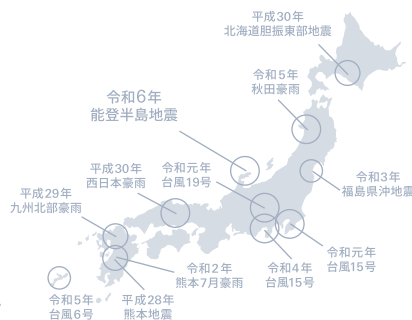 平成30年
北海道胆振東部地震
令和5年
秋田豪雨
令和6年
能登半島地震
平成30年
西日本豪雨
令和元年
台風19号
令和3年
福島県沖地震
平成29年
九州北部豪雨
令和元年
台風15号
令和2年
熊本7月豪雨
令和4年
台風15号
令和5年
台風6号
平成28年
熊本地震